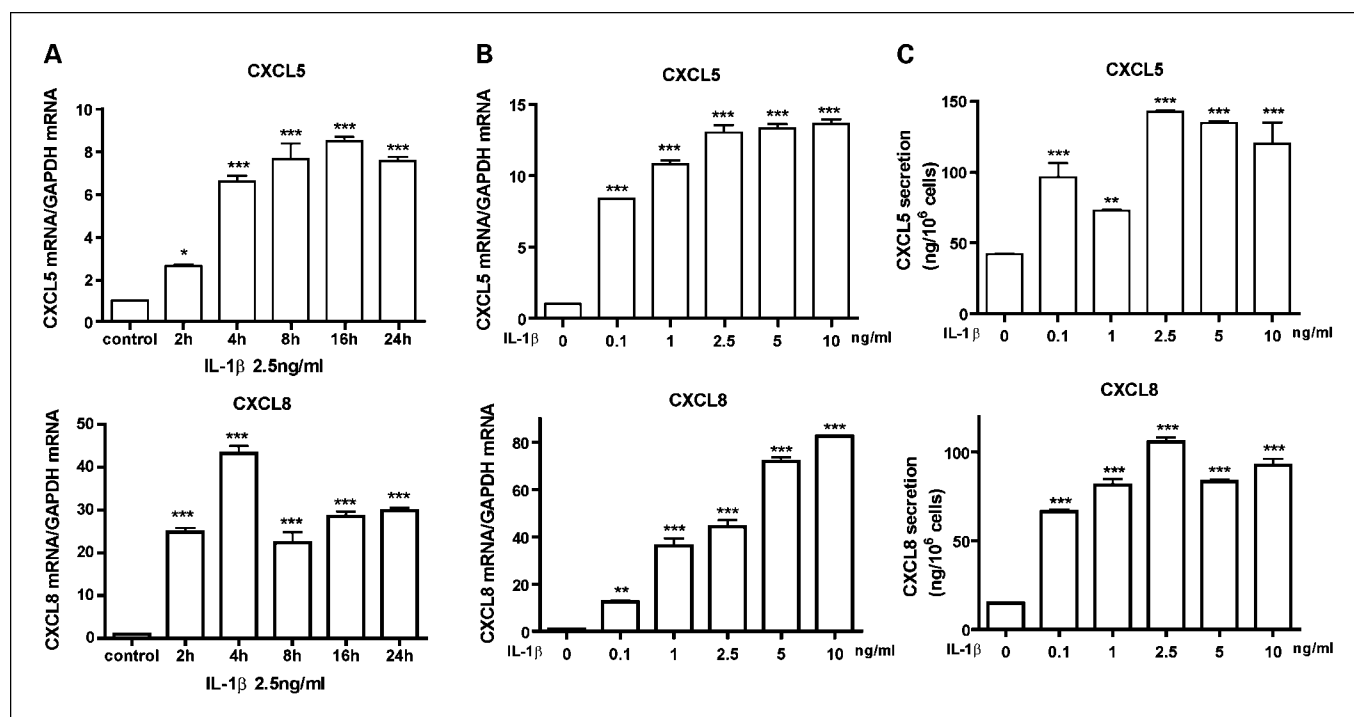 A
CXCL5
CXCL5 mRNA/GAPDH mRNA
10
8
6
4
2
0
*
***
***
***
***
control 2h 4h 8h 16h 24h
IL-1β 2.5ng/ml
CXCL8
CXCL8 mRNA/GAPDH mRNA
50
40
30
20
10
0
***
***
***
***
***
control 2h 4h 8h 16h 24h
IL-1β 2.5ng/ml
B
CXCL5
CXCL5 mRNA/GAPDH mRNA
15
10
5
0
***
***
***
***
***
IL-1β 0 0.1 1 2.5 5 10 ng/ml
CXCL8
CXCL8 mRNA/GAPDH mRNA
80
60
40
20
0
**
***
***
***
***
IL-1β 0 0.1 1 2.5 5 10 ng/ml
C
CXCL5
CXCL5 secretion
(ng/10⁶ cells)
150
100
50
0
***
**
***
***
***
IL-1β 0 0.1 1 2.5 5 10 ng/ml
CXCL8
CXCL8 secretion
(ng/10⁶ cells)
100
50
0
***
***
***
***
***
IL-1β 0 0.1 1 2.5 5 10 ng/ml